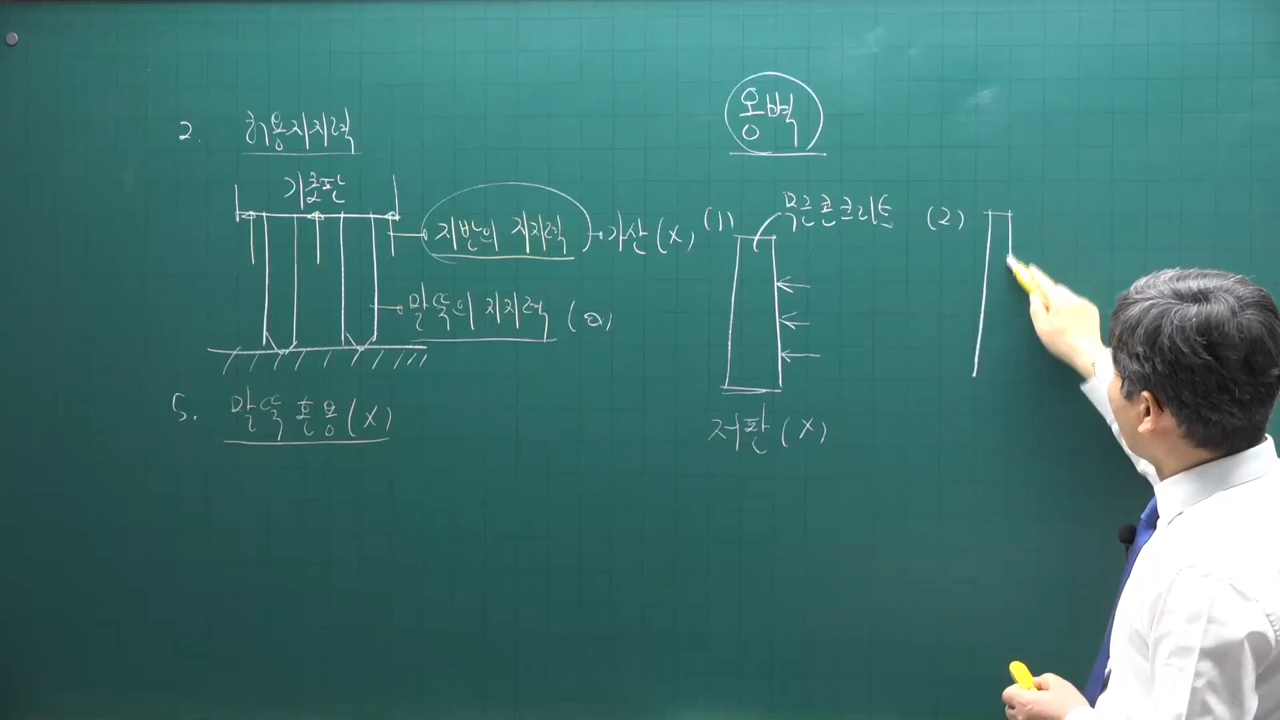 2. 허용지지력
기초판
지반의 지지력 → 가산 (X)
말뚝의 지지력 (O)
5. 말뚝 혼용 (X)
옹벽
(1) 무근콘크리트
저판 (X)
(2)